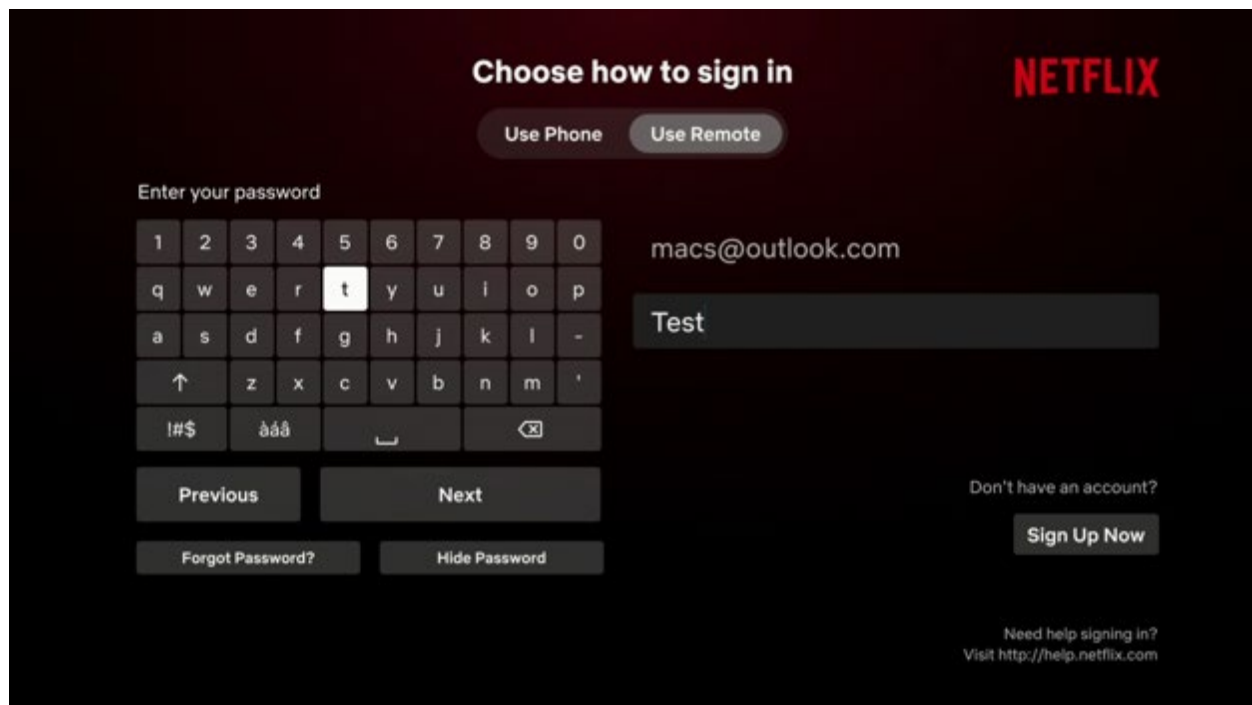 Choose how to sign in
NETFLIX
Use Phone Use Remote
Enter your password
1 2 3 4 5 6 7 8 9 0
q w e r t y u i o p
a s d f g h j k l -
z x c v b n m '
!#$ àáâ
macs@outlook.com
Test
Previous Next
Forgot Password? Hide Password
Don't have an account?
Sign Up Now
Need help signing in?
Visit http://help.netflix.com